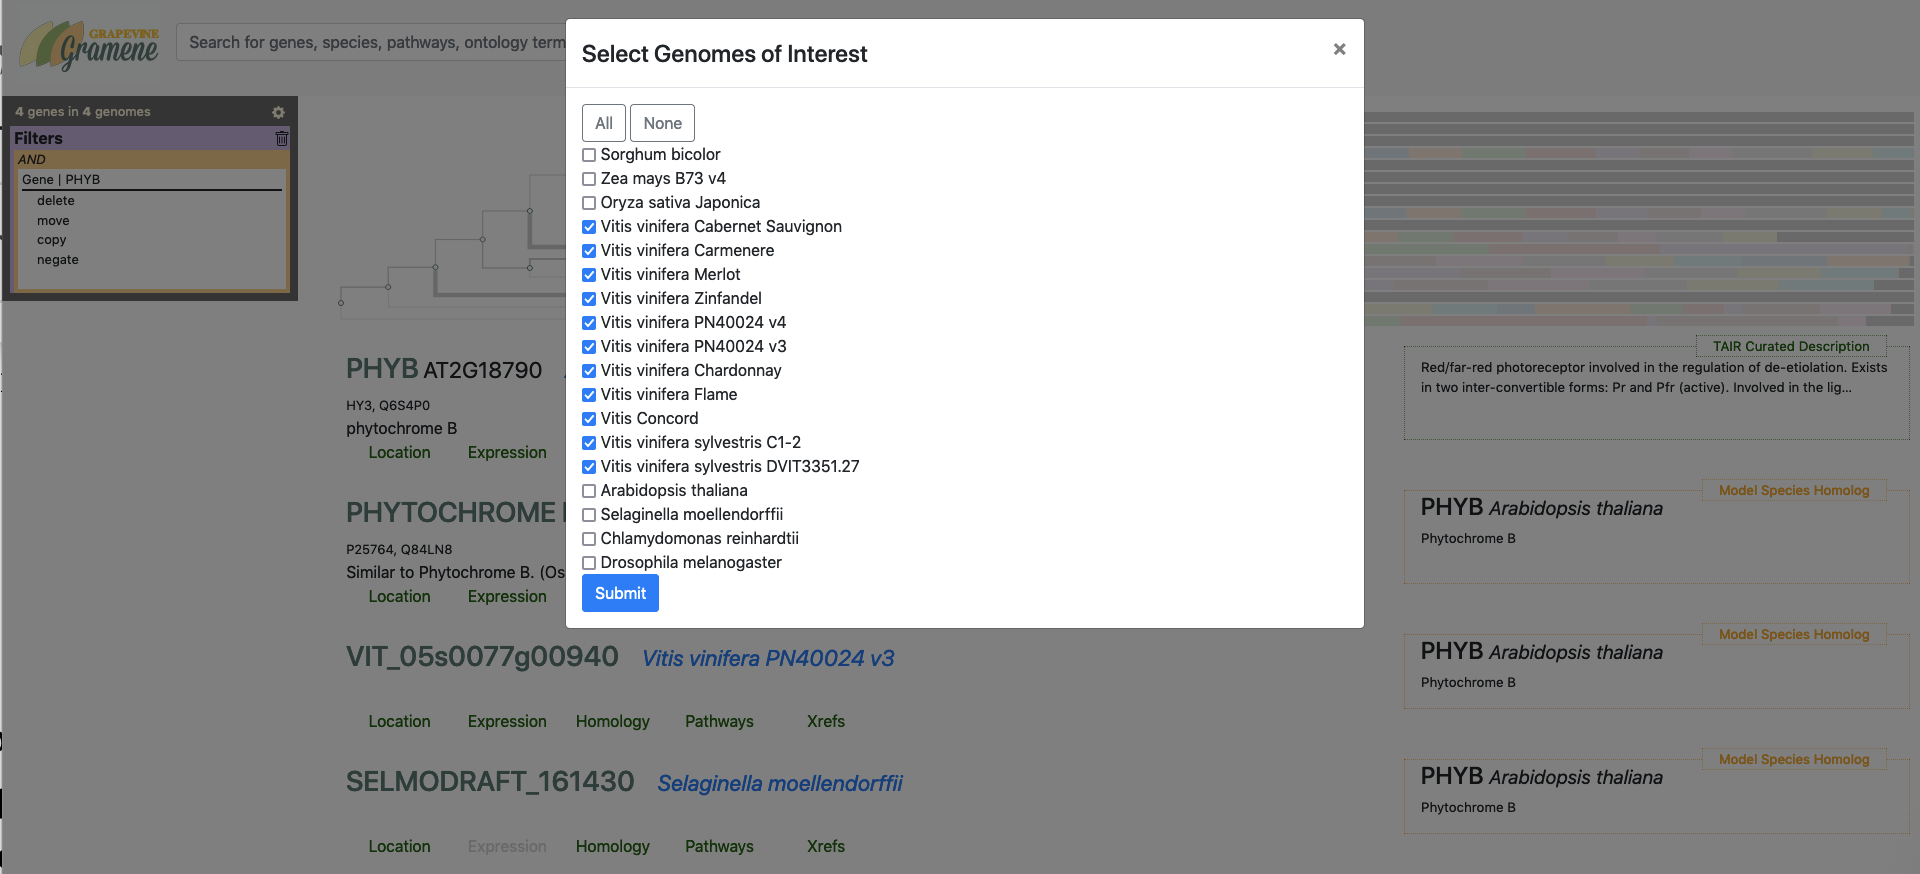 GRAPEVINE
Gramene
Search for genes, species, pathways, ontology term
4 genes in 4 genomes
Filters
AND
Gene | PHYB
delete
move
copy
negate
Select Genomes of Interest
×
All None
Sorghum bicolor
Zea mays B73 v4
Oryza sativa Japonica
Vitis vinifera Cabernet Sauvignon
Vitis vinifera Carmenere
Vitis vinifera Merlot
Vitis vinifera Zinfandel
Vitis vinifera PN40024 v4
Vitis vinifera PN40024 v3
Vitis vinifera Chardonnay
Vitis vinifera Flame
Vitis Concord
Vitis vinifera sylvestris C1-2
Vitis vinifera sylvestris DVIT3351.27
Arabidopsis thaliana
Selaginella moellendorffii
Chlamydomonas reinhardtii
Drosophila melanogaster
Submit
PHYB AT2G18790
HY3, Q6S4P0
phytochrome B
Location Expression
TAIR Curated Description
Red/far-red photoreceptor involved in the regulation of de-etiolation. Exists
in two inter-convertible forms: Pr and Pfr (active). Involved in the lig...
PHYTOCHROME
P25764, Q84LN8
Similar to Phytochrome B. (Os
Location Expression
Model Species Homolog
PHYB Arabidopsis thaliana
Phytochrome B
VIT_05s0077g00940 Vitis vinifera PN40024 v3
Location Expression Homology Pathways Xrefs
Model Species Homolog
PHYB Arabidopsis thaliana
Phytochrome B
SELMODRAFT_161430 Selaginella moellendorffii
Location Expression Homology Pathways Xrefs
Model Species Homolog
PHYB Arabidopsis thaliana
Phytochrome B